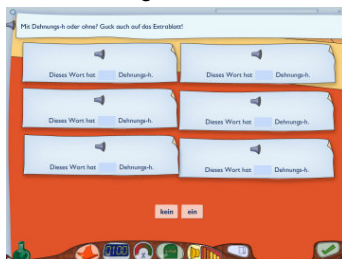 Mit Dehnungs-h oder ohne? Guck auch auf das Extrablatt!
Dieses Wort hat Dehnungs-h.
Dieses Wort hat Dehnungs-h.
Dieses Wort hat Dehnungs-h.
Dieses Wort hat Dehnungs-h.
Dieses Wort hat Dehnungs-h.
Dieses Wort hat Dehnungs-h.
kein ein
0100